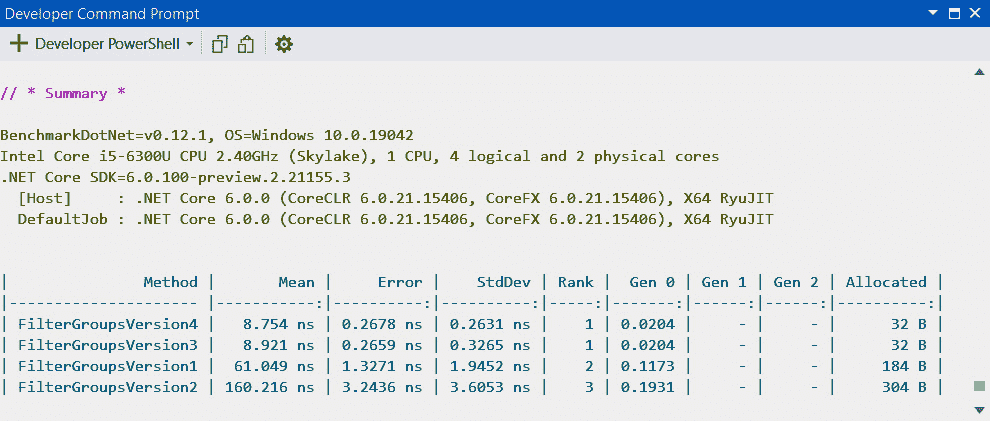 Developer Command Prompt
Developer PowerShell
// * Summary *
BenchmarkDotNet=v0.12.1, OS=Windows 10.0.19042
Intel Core i5-6300U CPU 2.40GHz (Skylake), 1 CPU, 4 logical and 2 physical cores
.NET Core SDK=6.0.100-preview.2.21155.3
  [Host]     : .NET Core 6.0.0 (CoreCLR 6.0.21.15406, CoreFX 6.0.21.15406), X64 RyuJIT
  DefaultJob : .NET Core 6.0.0 (CoreCLR 6.0.21.15406, CoreFX 6.0.21.15406), X64 RyuJIT
|              Method |       Mean |     Error |    StdDev | Rank |  Gen 0 | Gen 1 | Gen 2 | Allocated |
|-------------------- |-----------:|----------:|----------:|-----:|-------:|------:|------:|----------:|
| FilterGroupsVersion4 |   8.754 ns | 0.2678 ns | 0.2631 ns |    1 | 0.0204 |     - |     - |      32 B |
| FilterGroupsVersion3 |   8.921 ns | 0.2659 ns | 0.3265 ns |    1 | 0.0204 |     - |     - |      32 B |
| FilterGroupsVersion1 |  61.049 ns | 1.3271 ns | 1.9452 ns |    2 | 0.1173 |     - |     - |     184 B |
| FilterGroupsVersion2 | 160.216 ns | 3.2436 ns | 3.6053 ns |    3 | 0.1931 |     - |     - |     304 B |